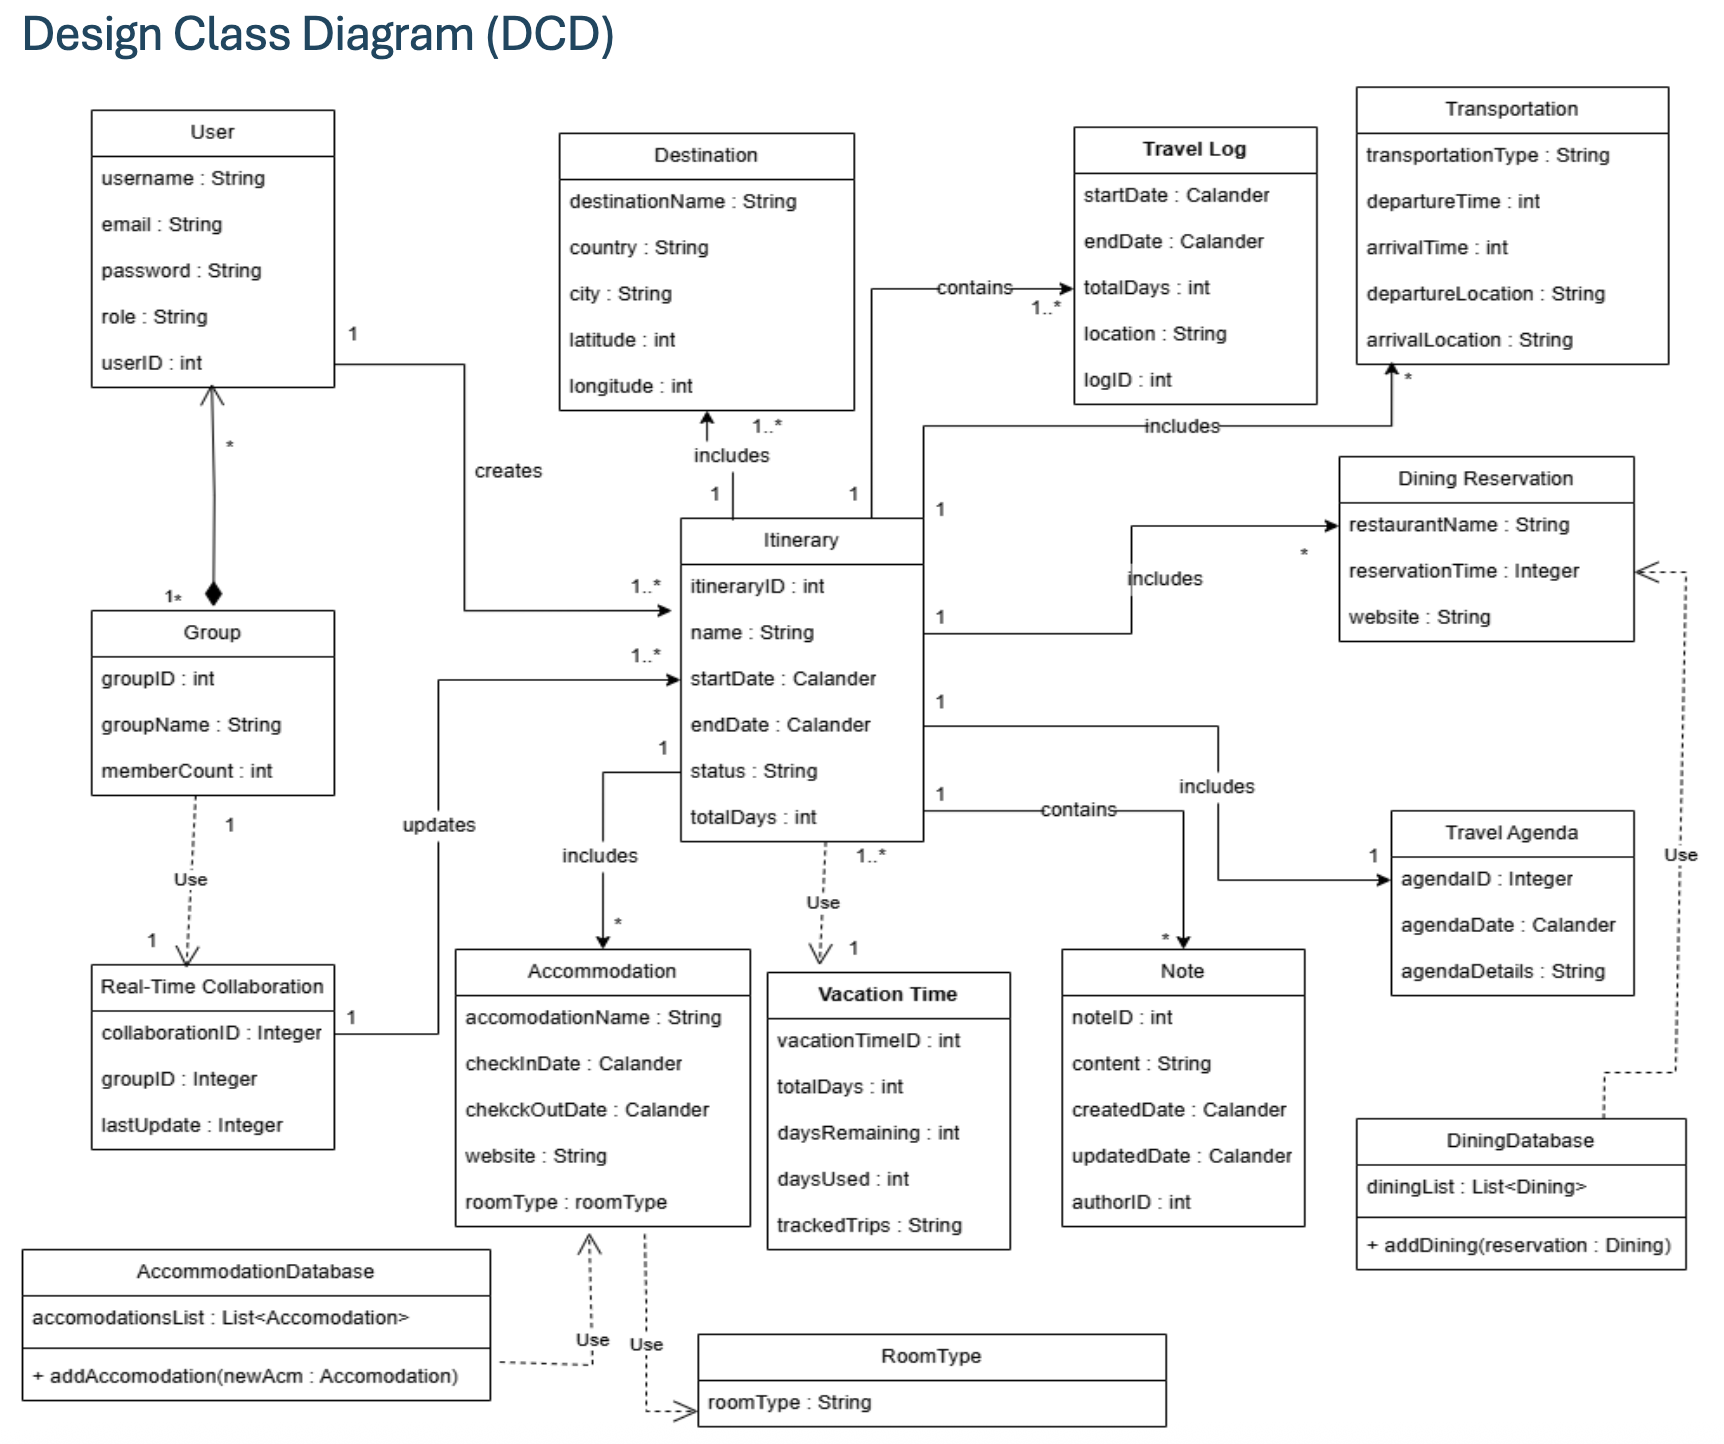 Design Class Diagram (DCD)
User
username : String
email : String
password : String
role : String
userID : int
1
*
creates
1*
Group
groupID : int
groupName : String
memberCount : int
1
Use
1
Real-Time Collaboration
collaborationID : Integer
groupID : Integer
lastUpdate : Integer
1
updates
1..*
1..*
Destination
destinationName : String
country : String
city : String
latitude : int
longitude : int
1..*
includes
1
Itinerary
itineraryID : int
name : String
startDate : Calander
endDate : Calander
status : String
totalDays : int
1
contains
1..*
Travel Log
startDate : Calander
endDate : Calander
totalDays : int
location : String
logID : int
Transportation
transportationType : String
departureTime : int
arrivalTime : int
departureLocation : String
arrivalLocation : String
*
includes
1
Dining Reservation
restaurantName : String
reservationTime : Integer
website : String
*
includes
1
1
includes
1
Travel Agenda
agendaID : Integer
agendaDate : Calander
agendaDetails : String
Use
1
contains
*
Note
noteID : int
content : String
createdDate : Calander
updatedDate : Calander
authorID : int
1
includes
*
Accommodation
accomodationName : String
checkInDate : Calander
chekckOutDate : Calander
website : String
roomType : roomType
1..*
Use
1
Vacation Time
vacationTimeID : int
totalDays : int
daysRemaining : int
daysUsed : int
trackedTrips : String
DiningDatabase
diningList : List<Dining>
+ addDining(reservation : Dining)
AccommodationDatabase
accomodationsList : List<Accomodation>
+ addAccomodation(newAcm : Accomodation)
Use
Use
RoomType
roomType : String